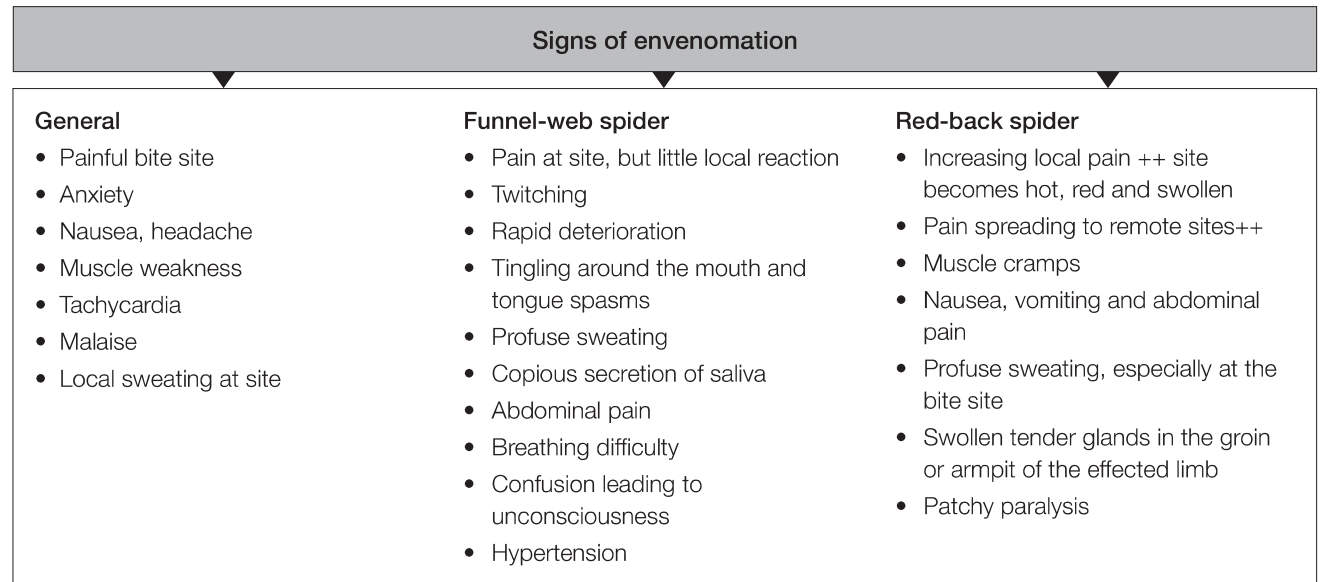 Signs of envenomation
General
• Painful bite site
• Anxiety
• Nausea, headache
• Muscle weakness
• Tachycardia
• Malaise
• Local sweating at site
Funnel-web spider
• Pain at site, but little local reaction
• Twitching
• Rapid deterioration
• Tingling around the mouth and
tongue spasms
• Profuse sweating
• Copious secretion of saliva
• Abdominal pain
• Breathing difficulty
• Confusion leading to
unconsciousness
• Hypertension
Red-back spider
• Increasing local pain ++ site
becomes hot, red and swollen
• Pain spreading to remote sites++
• Muscle cramps
• Nausea, vomiting and abdominal
pain
• Profuse sweating, especially at the
bite site
• Swollen tender glands in the groin
or armpit of the effected limb
• Patchy paralysis